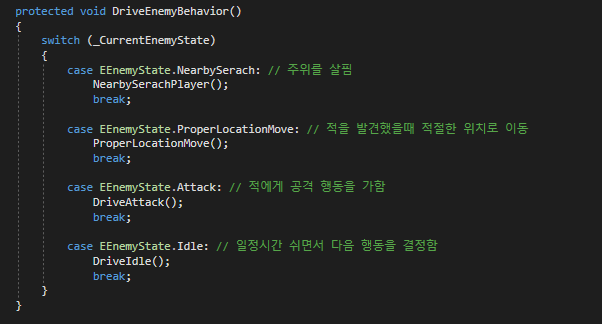 protected void DriveEnemyBehavior()
{
switch (_CurrentEnemyState)
{
case EEnemyState.NearbySerach: // 주위를 살핌
NearbySerachPlayer();
break;
case EEnemyState.ProperLocationMove: // 적을 발견했을때 적절한 위치로 이동
ProperLocationMove();
break;
case EEnemyState.Attack: // 적에게 공격 행동을 가함
DriveAttack();
break;
case EEnemyState.Idle: // 일정시간 쉬면서 다음 행동을 결정함
DriveIdle();
break;
}
}